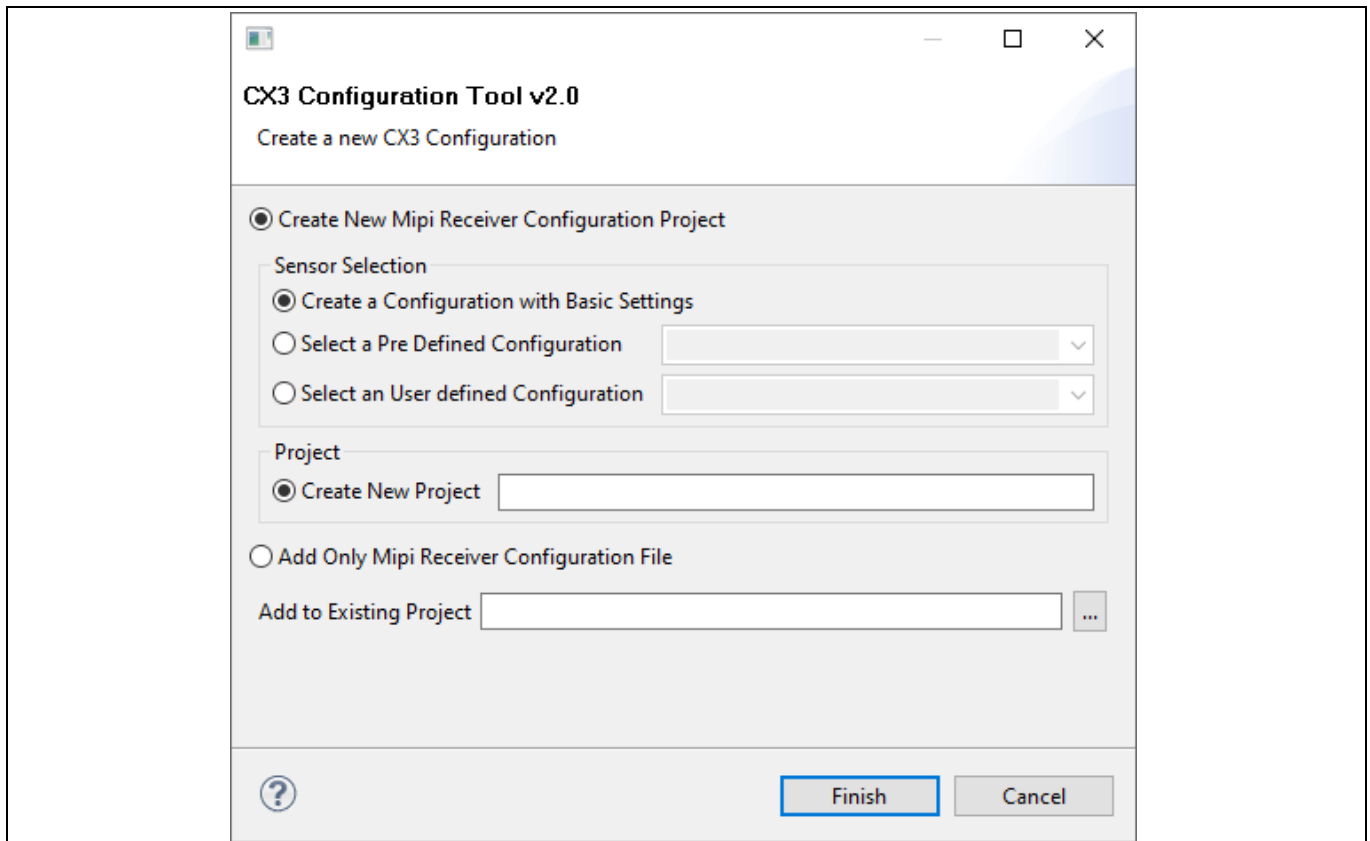 CX3 Configuration Tool v2.0
Create a new CX3 Configuration
Create New Mipi Receiver Configuration Project
Sensor Selection
Create a Configuration with Basic Settings
Select a Pre Defined Configuration
Select an User defined Configuration
Project
Create New Project
Add Only Mipi Receiver Configuration File
Add to Existing Project ...
? Finish Cancel